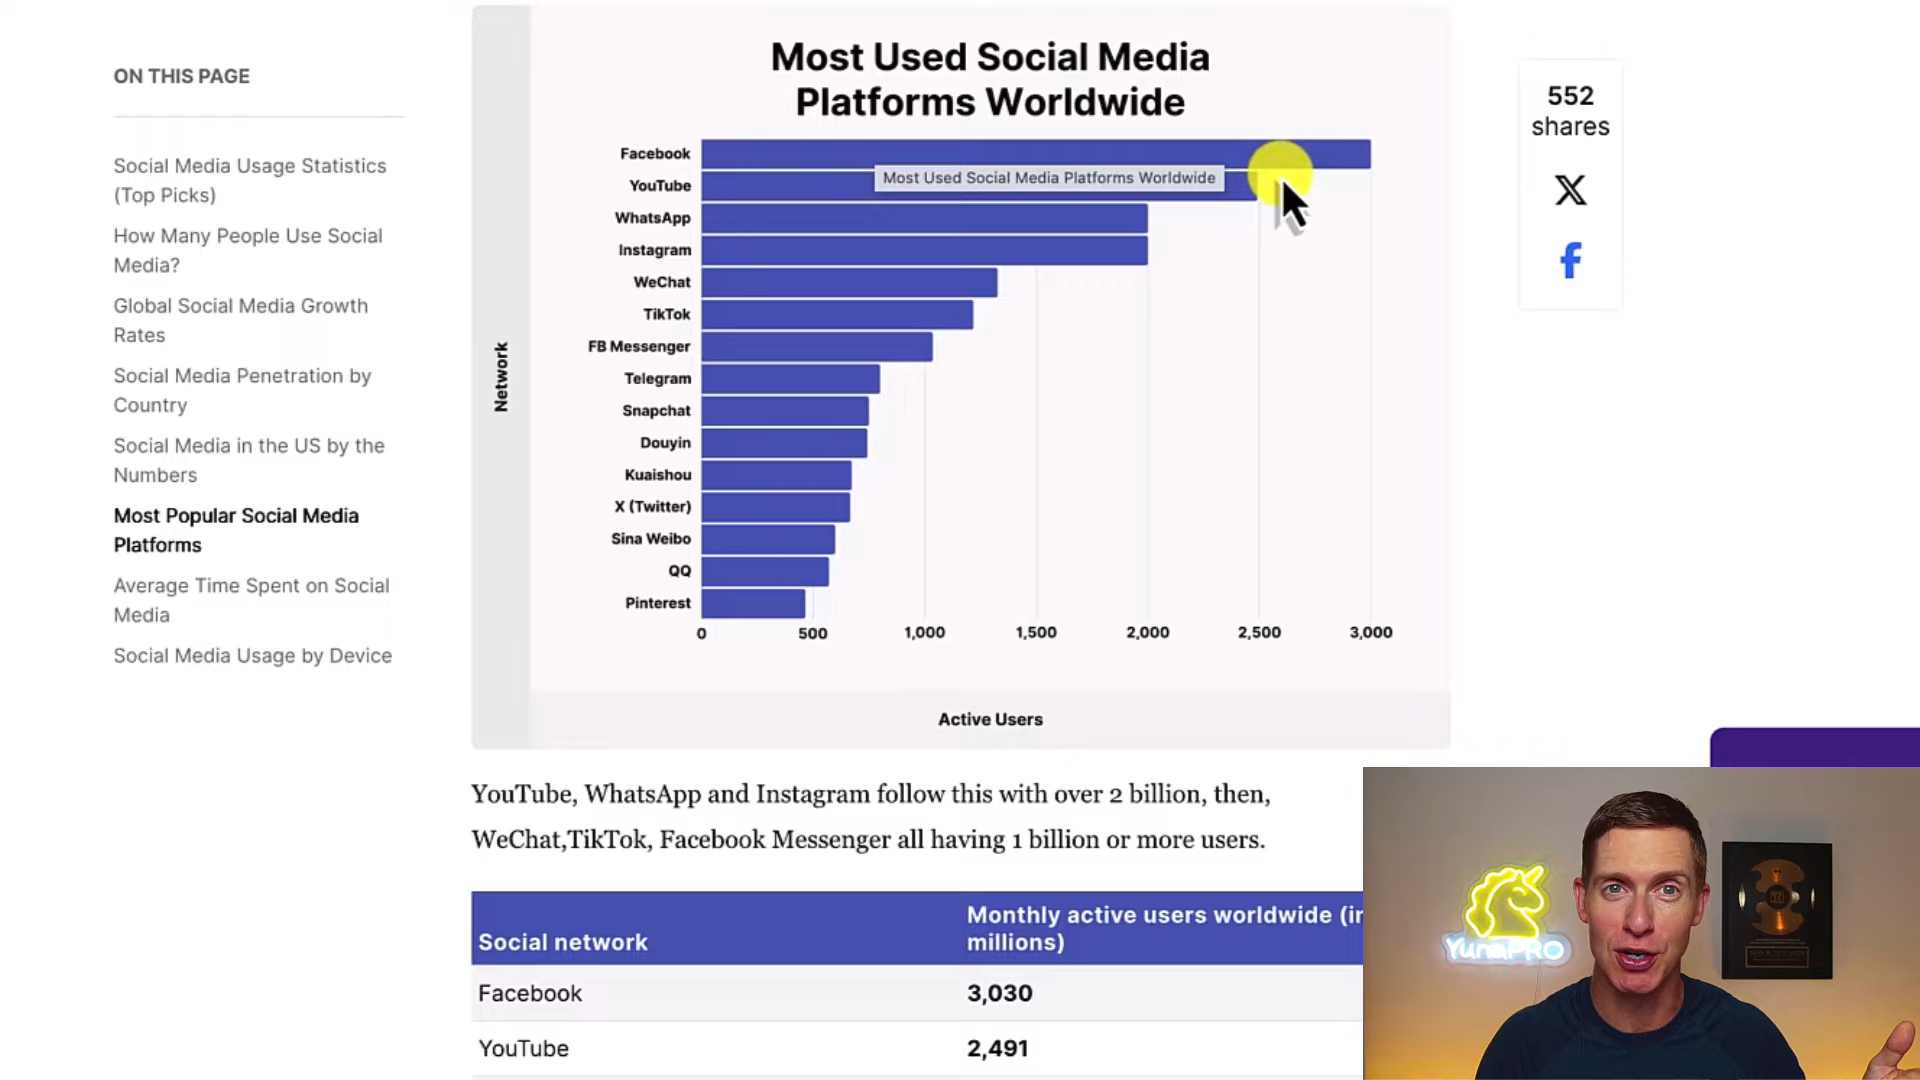 ON THIS PAGE
Social Media Usage Statistics
(Top Picks)
How Many People Use Social
Media?
Global Social Media Growth
Rates
Social Media Penetration by
Country
Social Media in the US by the
Numbers
Most Popular Social Media
Platforms
Average Time Spent on Social
Media
Social Media Usage by Device
Most Used Social Media
Platforms Worldwide
Network
Facebook
YouTube
WhatsApp
Instagram
WeChat
TikTok
FB Messenger
Telegram
Snapchat
Douyin
Kuaishou
X (Twitter)
Sina Weibo
QQ
Pinterest
Most Used Social Media Platforms Worldwide
0 500 1,000 1,500 2,000 2,500 3,000
Active Users
552
shares
YouTube, WhatsApp and Instagram follow this with over 2 billion, then,
WeChat,TikTok, Facebook Messenger all having 1 billion or more users.
Social network
Monthly active users worldwide (in
millions)
Facebook 3,030
YouTube 2,491
YunaPRO